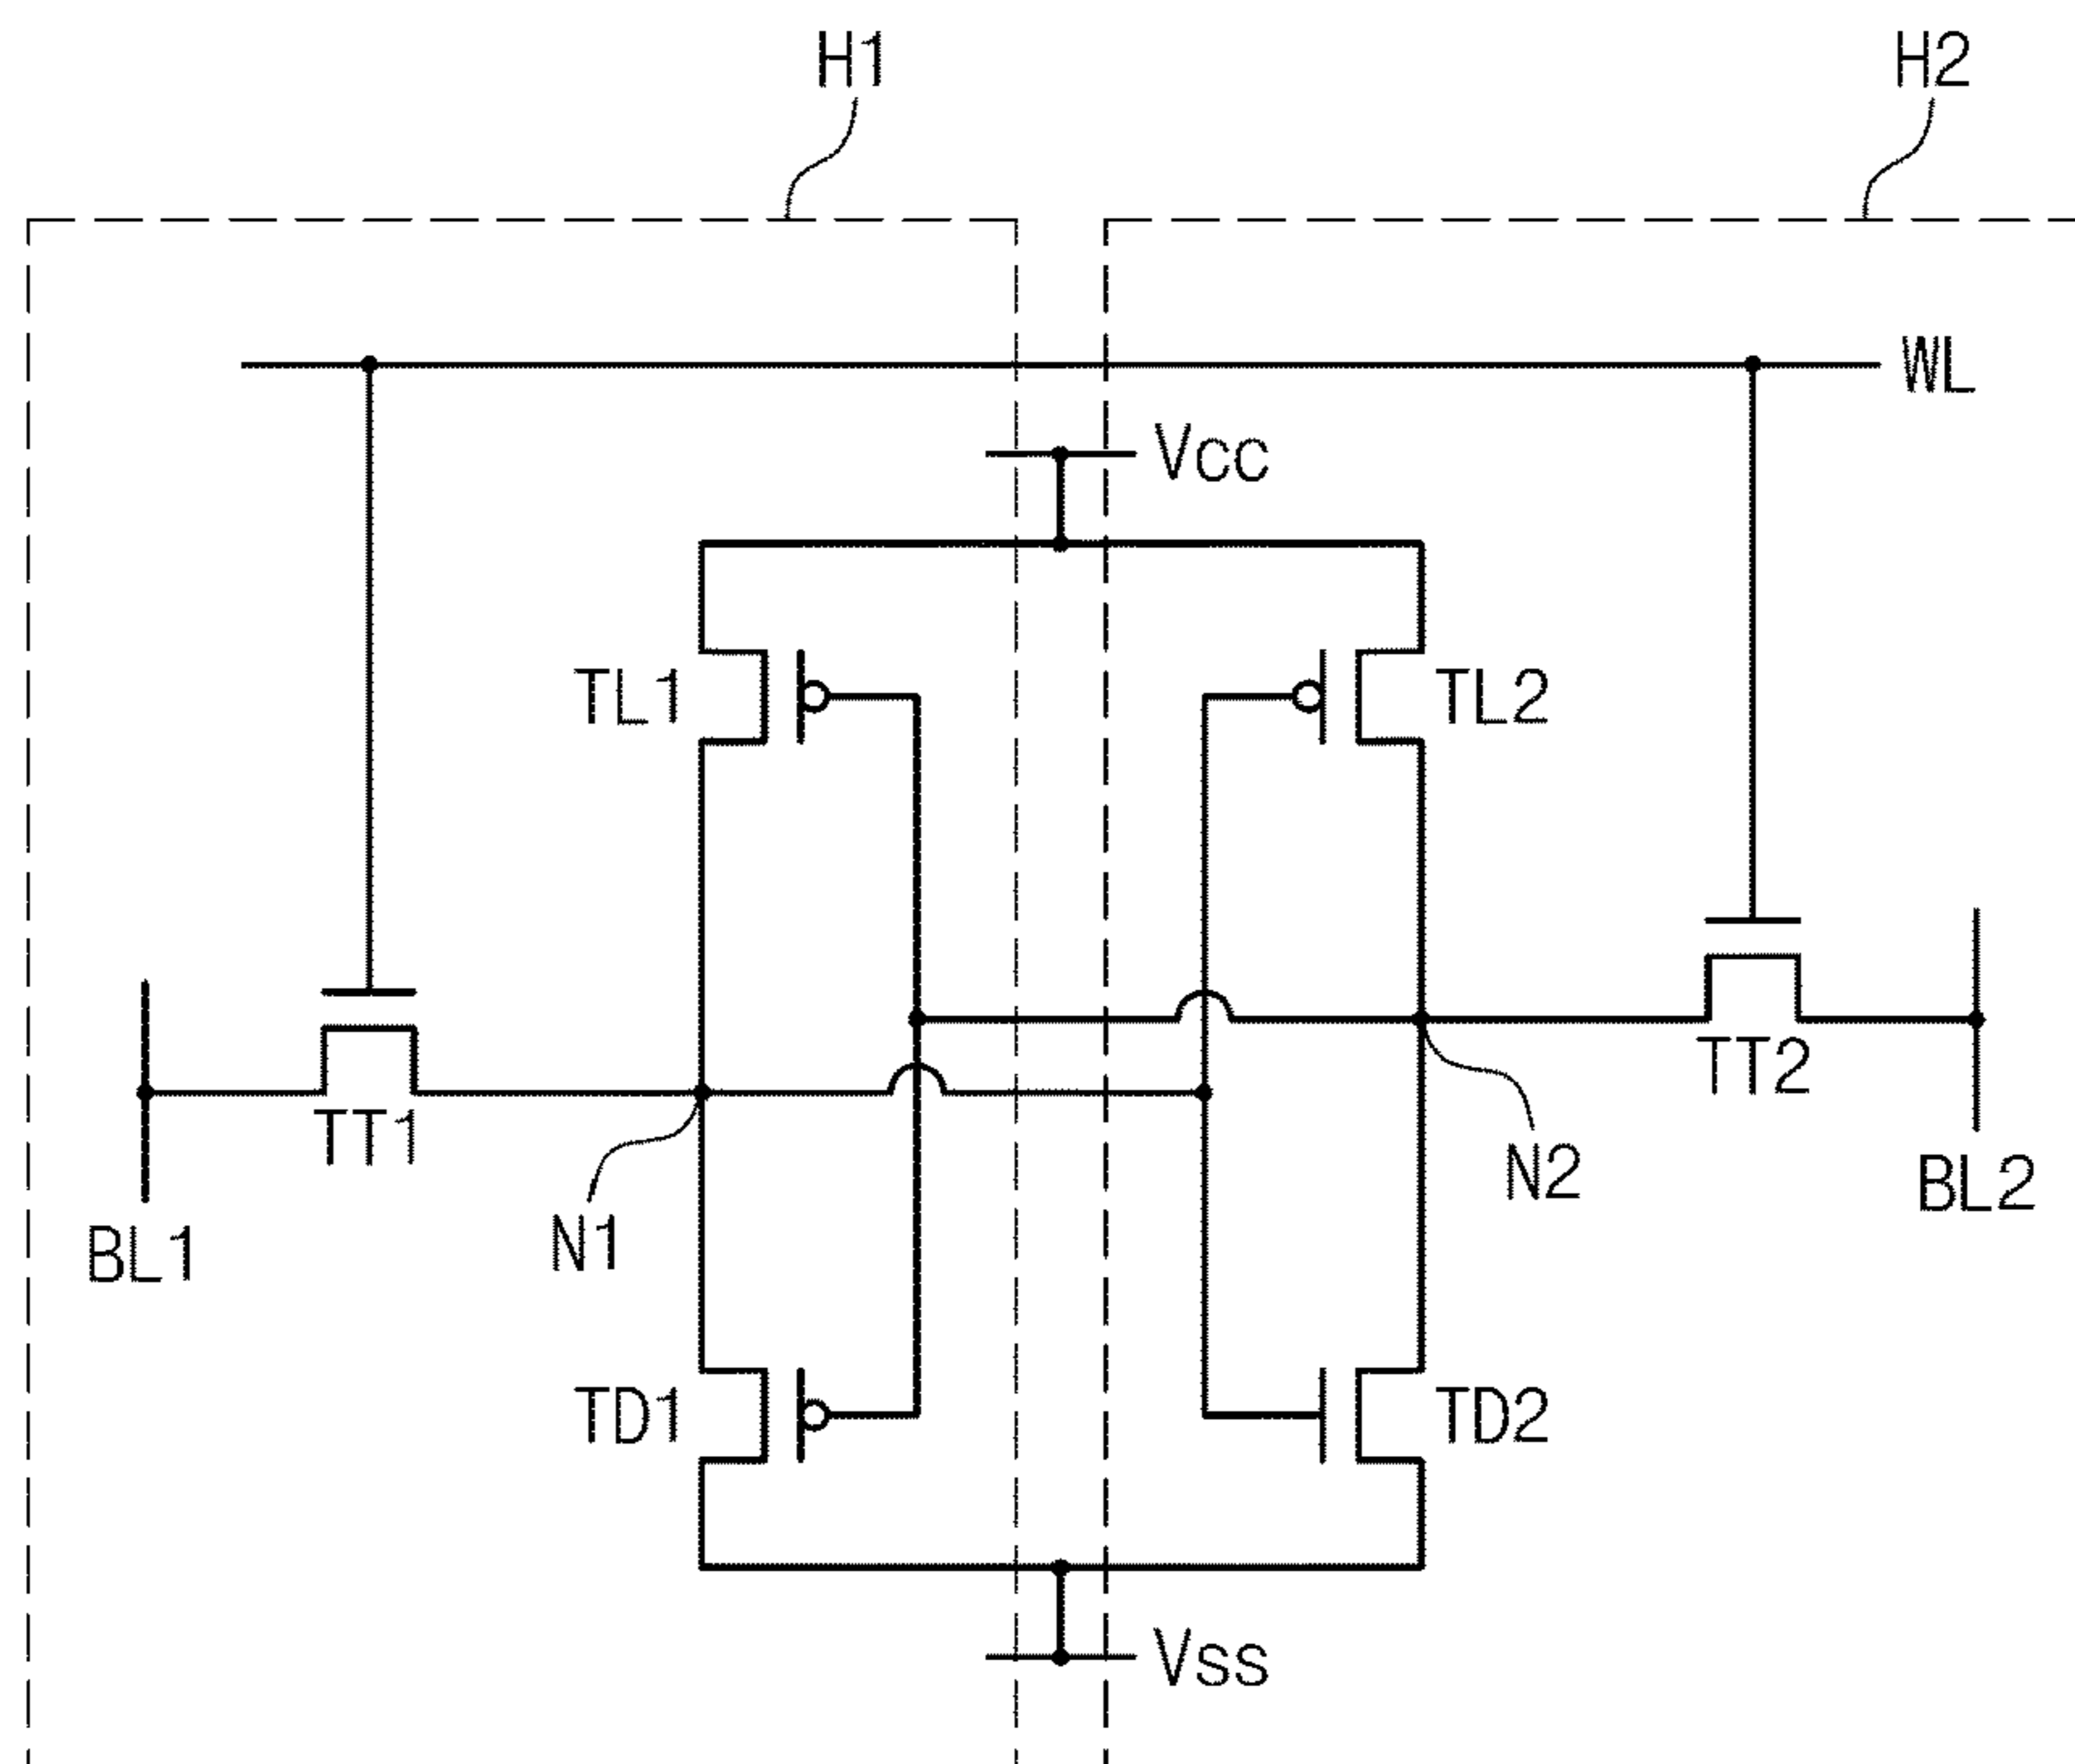 H1
H2
WL
Vcc
TL1
TL2
TT1
TT2
N1
N2
BL1
BL2
TD1
TD2
Vss